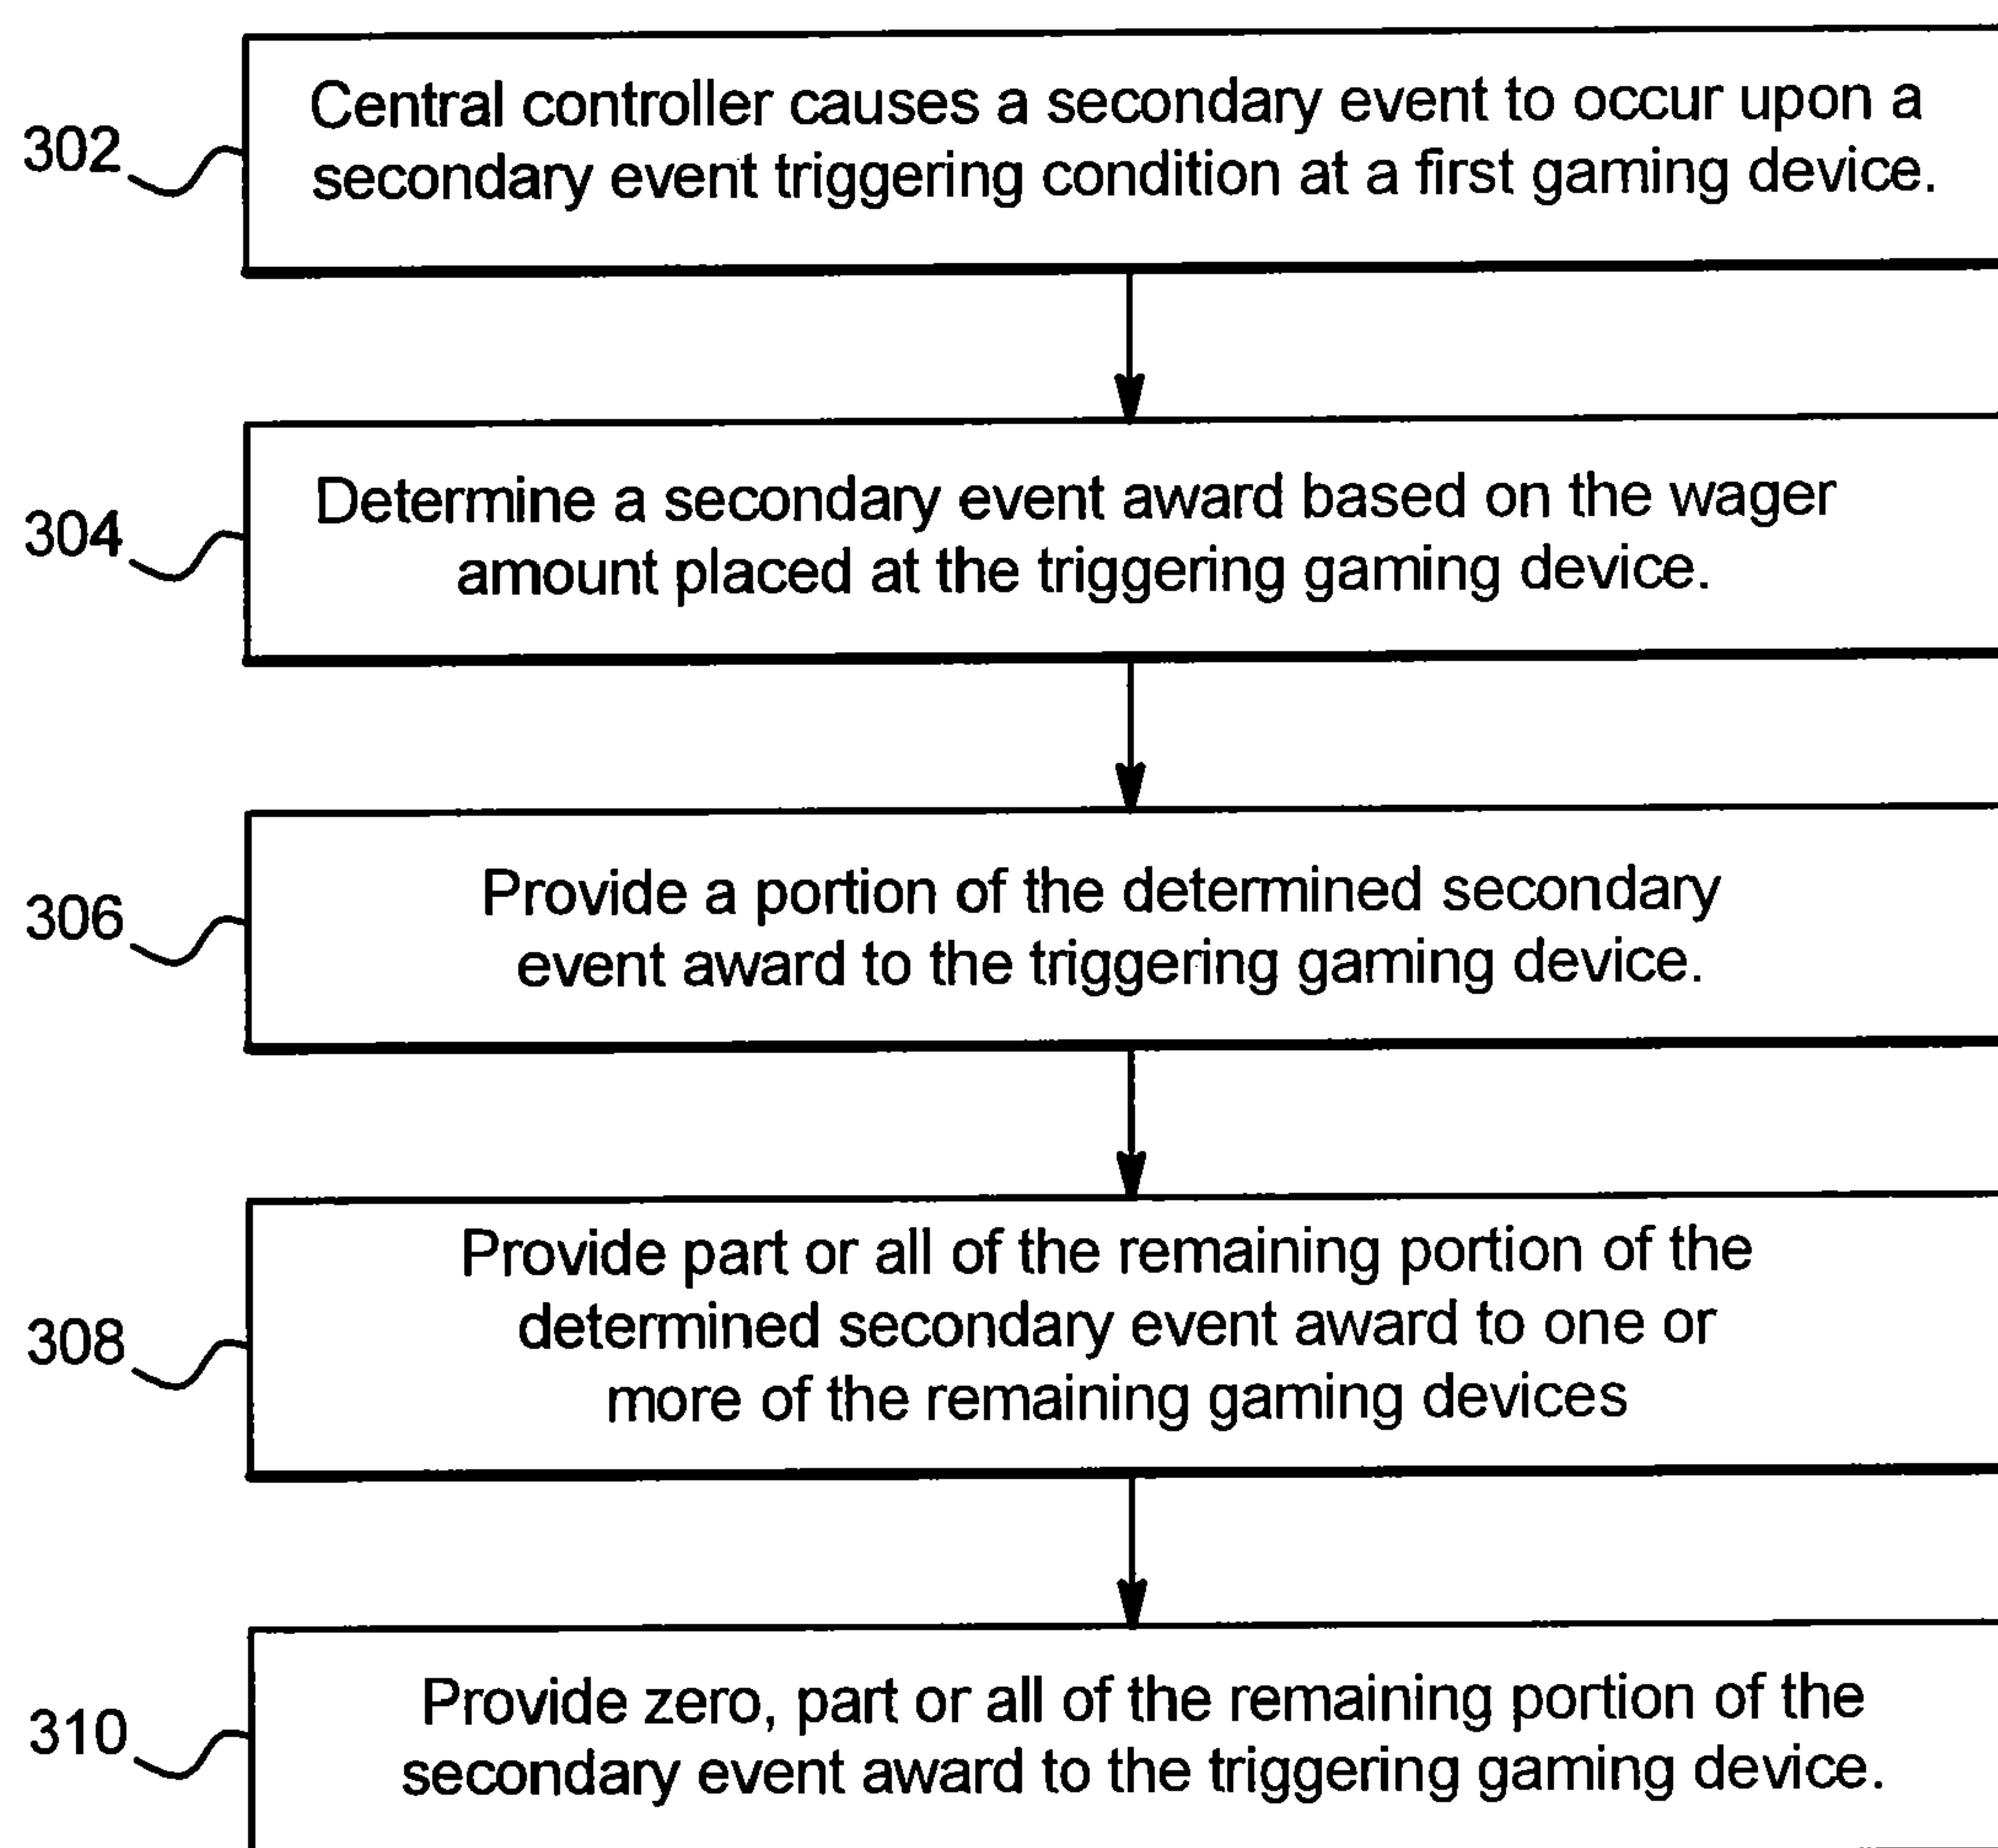 302
Central controller causes a secondary event to occur upon a
secondary event triggering condition at a first gaming device.
304
Determine a secondary event award based on the wager
amount placed at the triggering gaming device.
306
Provide a portion of the determined secondary
event award to the triggering gaming device.
308
Provide part or all of the remaining portion of the
determined secondary event award to one or
more of the remaining gaming devices
310
Provide zero, part or all of the remaining portion of the
secondary event award to the triggering gaming device.